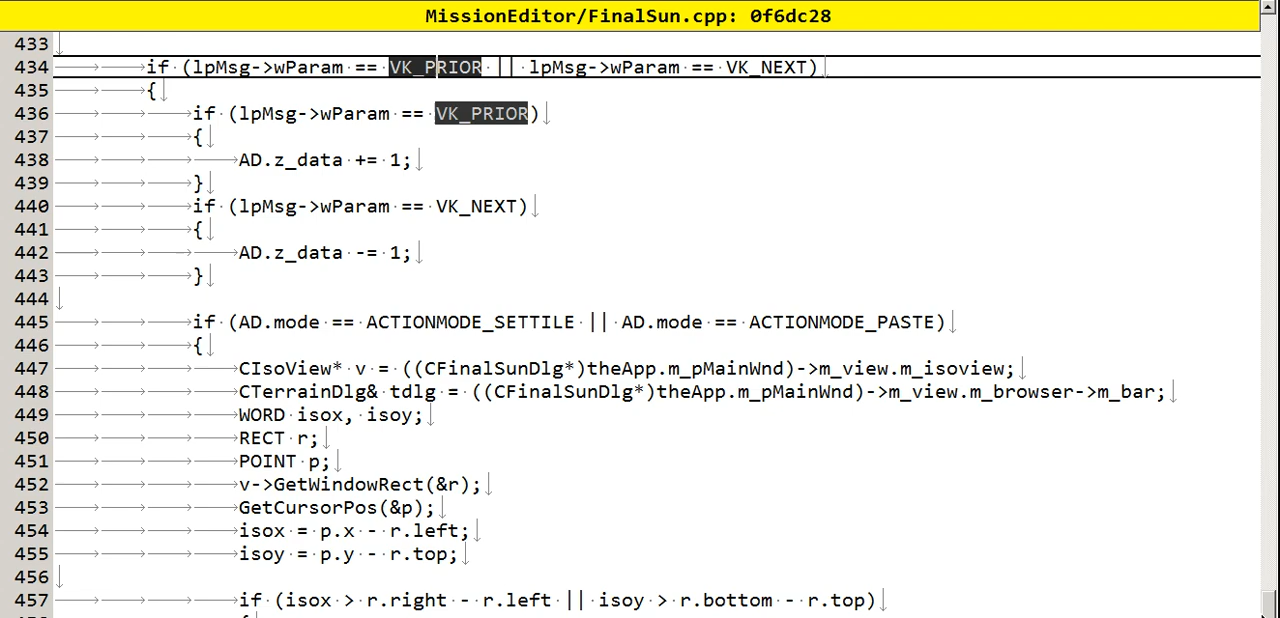 MissionEditor/FinalSun.cpp: 0f6dc28
433
434 if (lpMsg->wParam == VK_PRIOR || lpMsg->wParam == VK_NEXT)
435 {
436 if (lpMsg->wParam == VK_PRIOR)
437 {
438 AD.z_data += 1;
439 }
440 if (lpMsg->wParam == VK_NEXT)
441 {
442 AD.z_data -= 1;
443 }
444
445 if (AD.mode == ACTIONMODE_SETTILE || AD.mode == ACTIONMODE_PASTE)
446 {
447 CIsoView* v = ((CFinalSunDlg*)theApp.m_pMainWnd)->m_view.m_isoview;
448 CTerrainDlg& tdlg = ((CFinalSunDlg*)theApp.m_pMainWnd)->m_view.m_browser->m_bar;
449 WORD isox, isoy;
450 RECT r;
451 POINT p;
452 v->GetWindowRect(&r);
453 GetCursorPos(&p);
454 isox = p.x - r.left;
455 isoy = p.y - r.top;
456
457 if (isox > r.right - r.left || isoy > r.bottom - r.top)